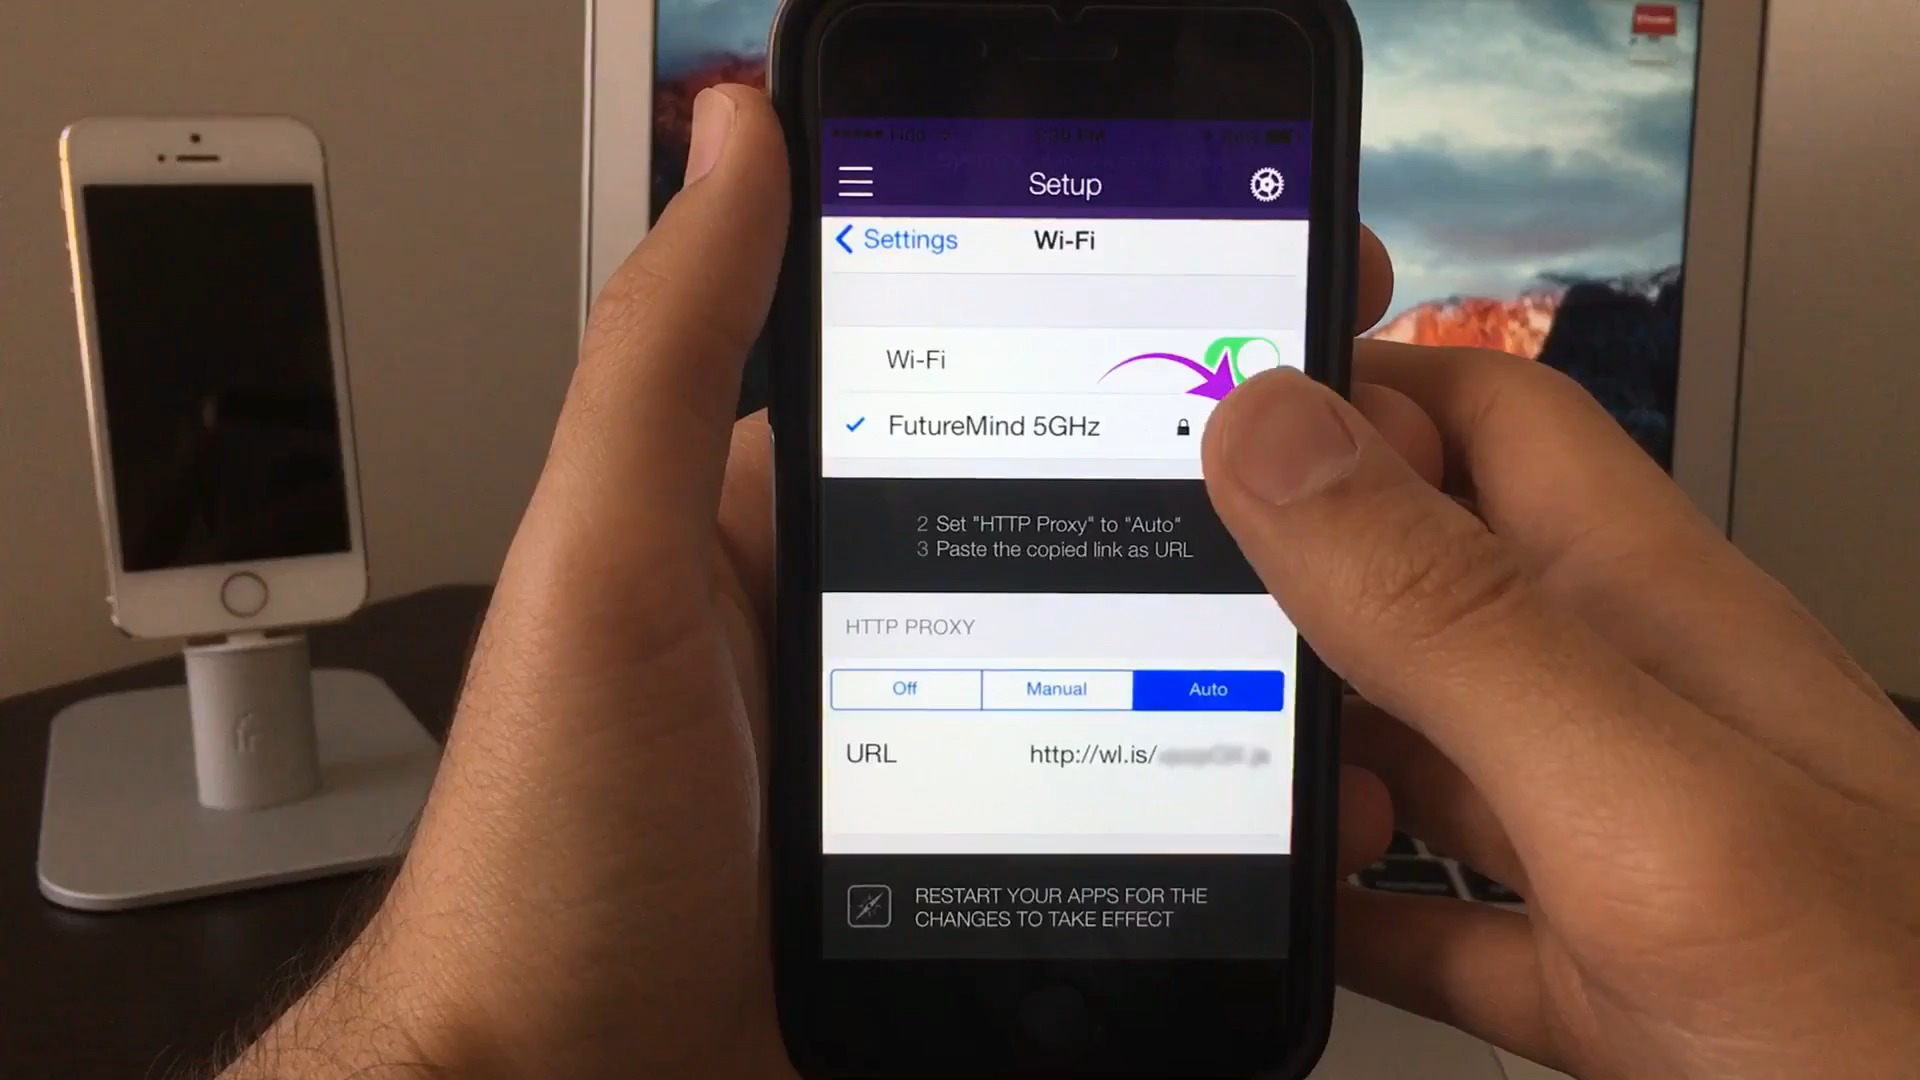 Setup
Settings
Wi-Fi
Wi-Fi
FutureMind 5GHz
2 Set "HTTP Proxy" to "Auto"
3 Paste the copied link as URL
HTTP PROXY
Off
Manual
Auto
URL
http://wl.is/
RESTART YOUR APPS FOR THE
CHANGES TO TAKE EFFECT